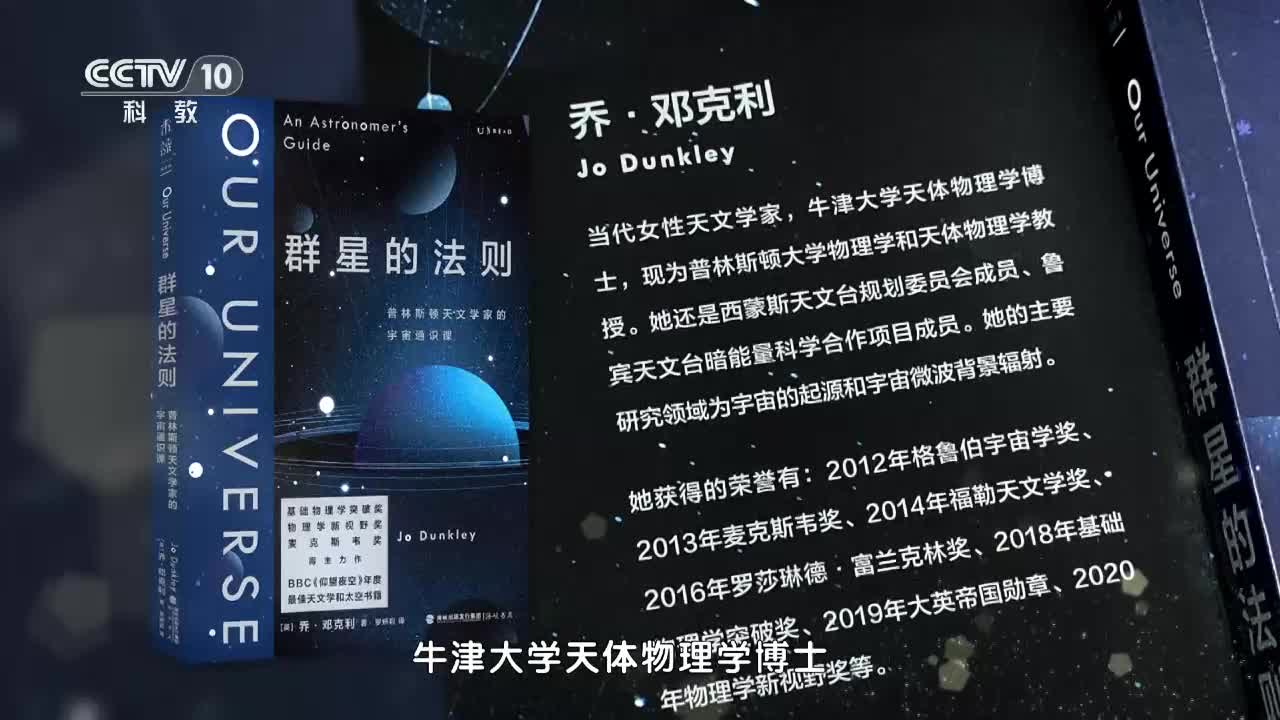 CCTV 10
科教
Our Universe
群星的法则
普林斯顿天文学家的
宇宙通识课
Jo Dunkley
OUR UNIVERSE
An Astronomer's
Guide
UNREAD
群星的法则
普林斯顿天文学家的
宇宙通识课
基础物理学突破奖
物理学新视野奖
麦克斯韦奖
得主力作
BBC《仰望夜空》年度
最佳天文学和太空书籍
Jo Dunkley
[英] 乔·邓克利 著
乔·邓克利
Jo Dunkley
当代女性天文学家，牛津大学天体物理学博
士，现为普林斯顿大学物理学和天体物理学教
授。她还是西蒙斯天文台规划委员会成员、鲁
宾天文台暗能量科学合作项目成员。她的主要
研究领域为宇宙的起源和宇宙微波背景辐射。
她获得的荣誉有：2012年格鲁伯宇宙学奖、
2013年麦克斯韦奖、2014年福勒天文学奖、
2016年罗莎琳德·富兰克林奖、2018年基础
物理学突破奖、2019年大英帝国勋章、2020
年物理学新视野奖等。
Our Universe
群星的法则
牛津大学天体物理学博士